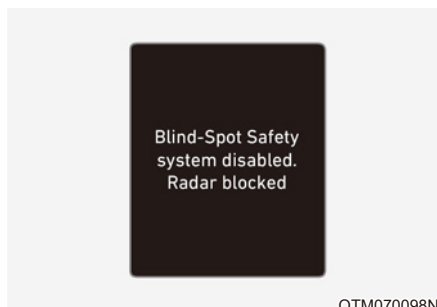 Blind-Spot Safety
system disabled.
Radar blocked
OTM070098N